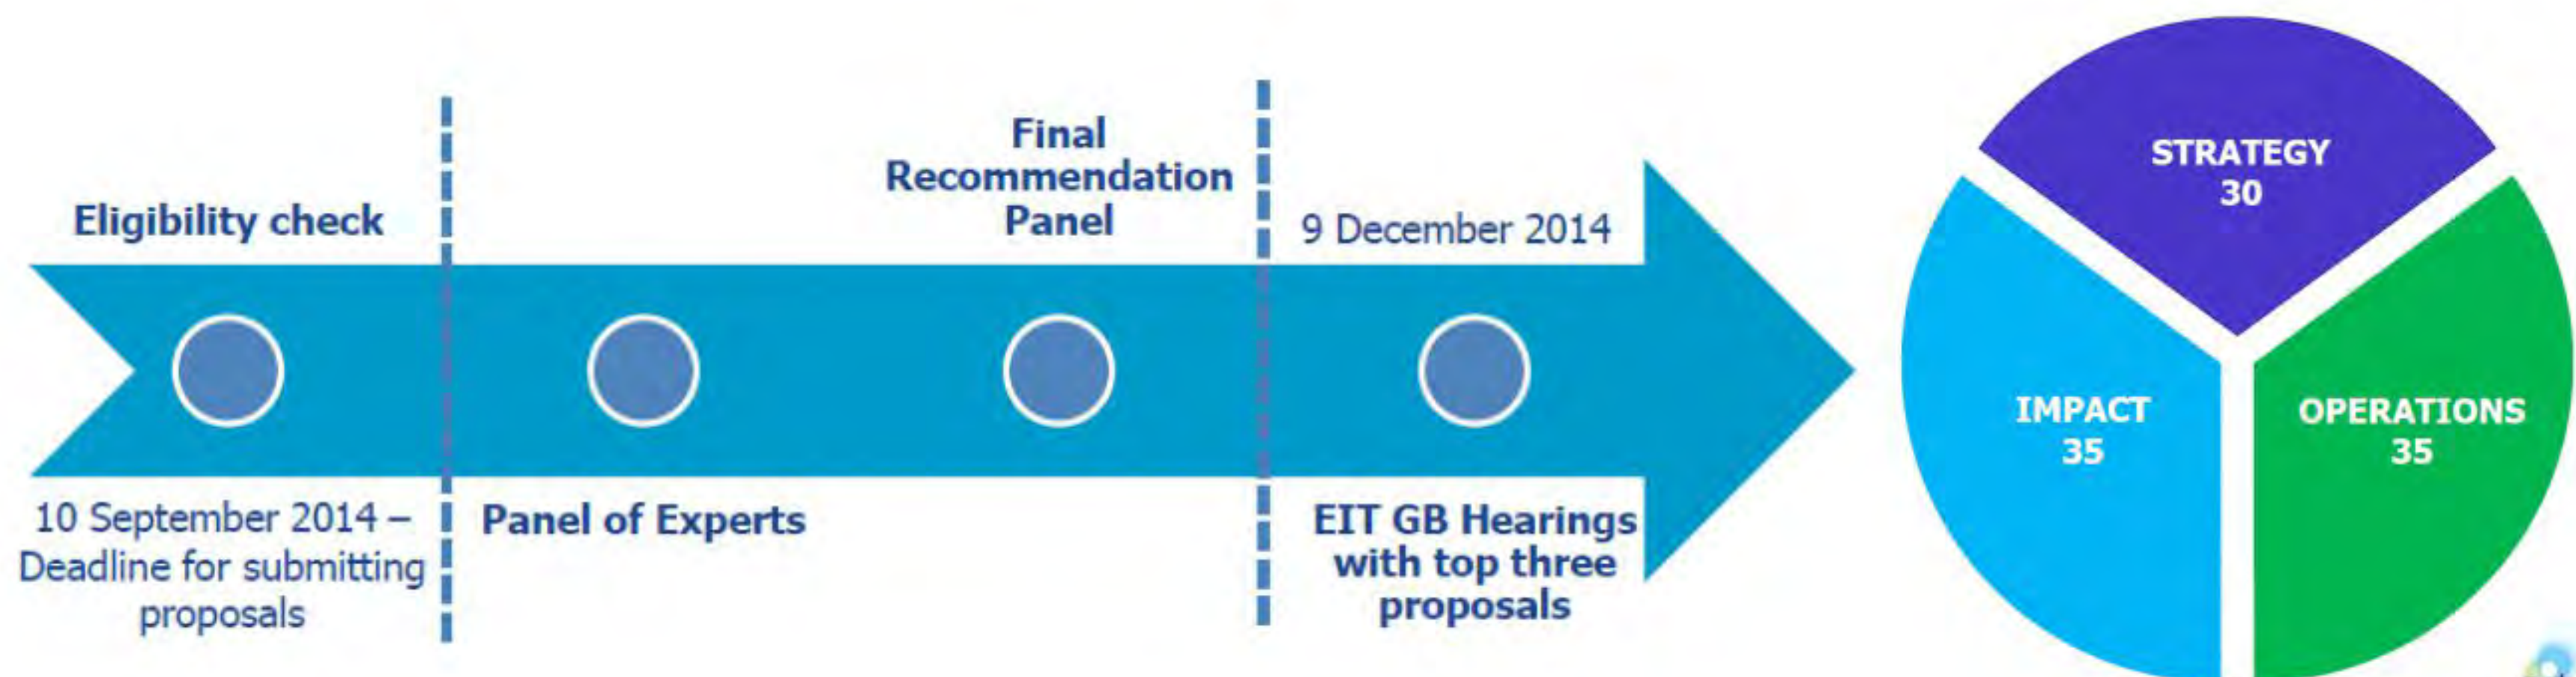 Eligibility check
10 September 2014 –
Deadline for submitting
proposals
Panel of Experts
Final
Recommendation
Panel
9 December 2014
EIT GB Hearings
with top three
proposals
STRATEGY
30
IMPACT
35
OPERATIONS
35